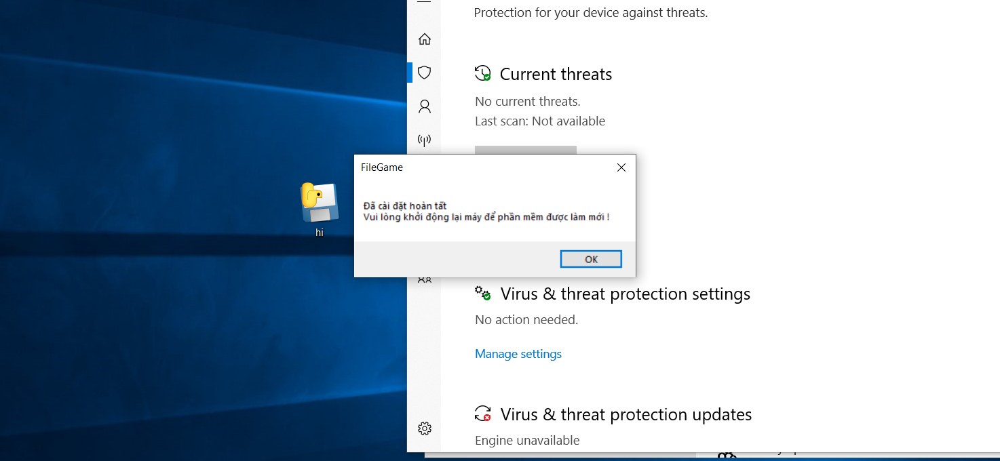 Protection for your device against threats.
Current threats
No current threats.
Last scan: Not available
FileGame
Đã cài đặt hoàn tất
Vui lòng khởi động lại máy để phần mềm được làm mới !
OK
hi
Virus & threat protection settings
No action needed.
Manage settings
Virus & threat protection updates
Engine unavailable